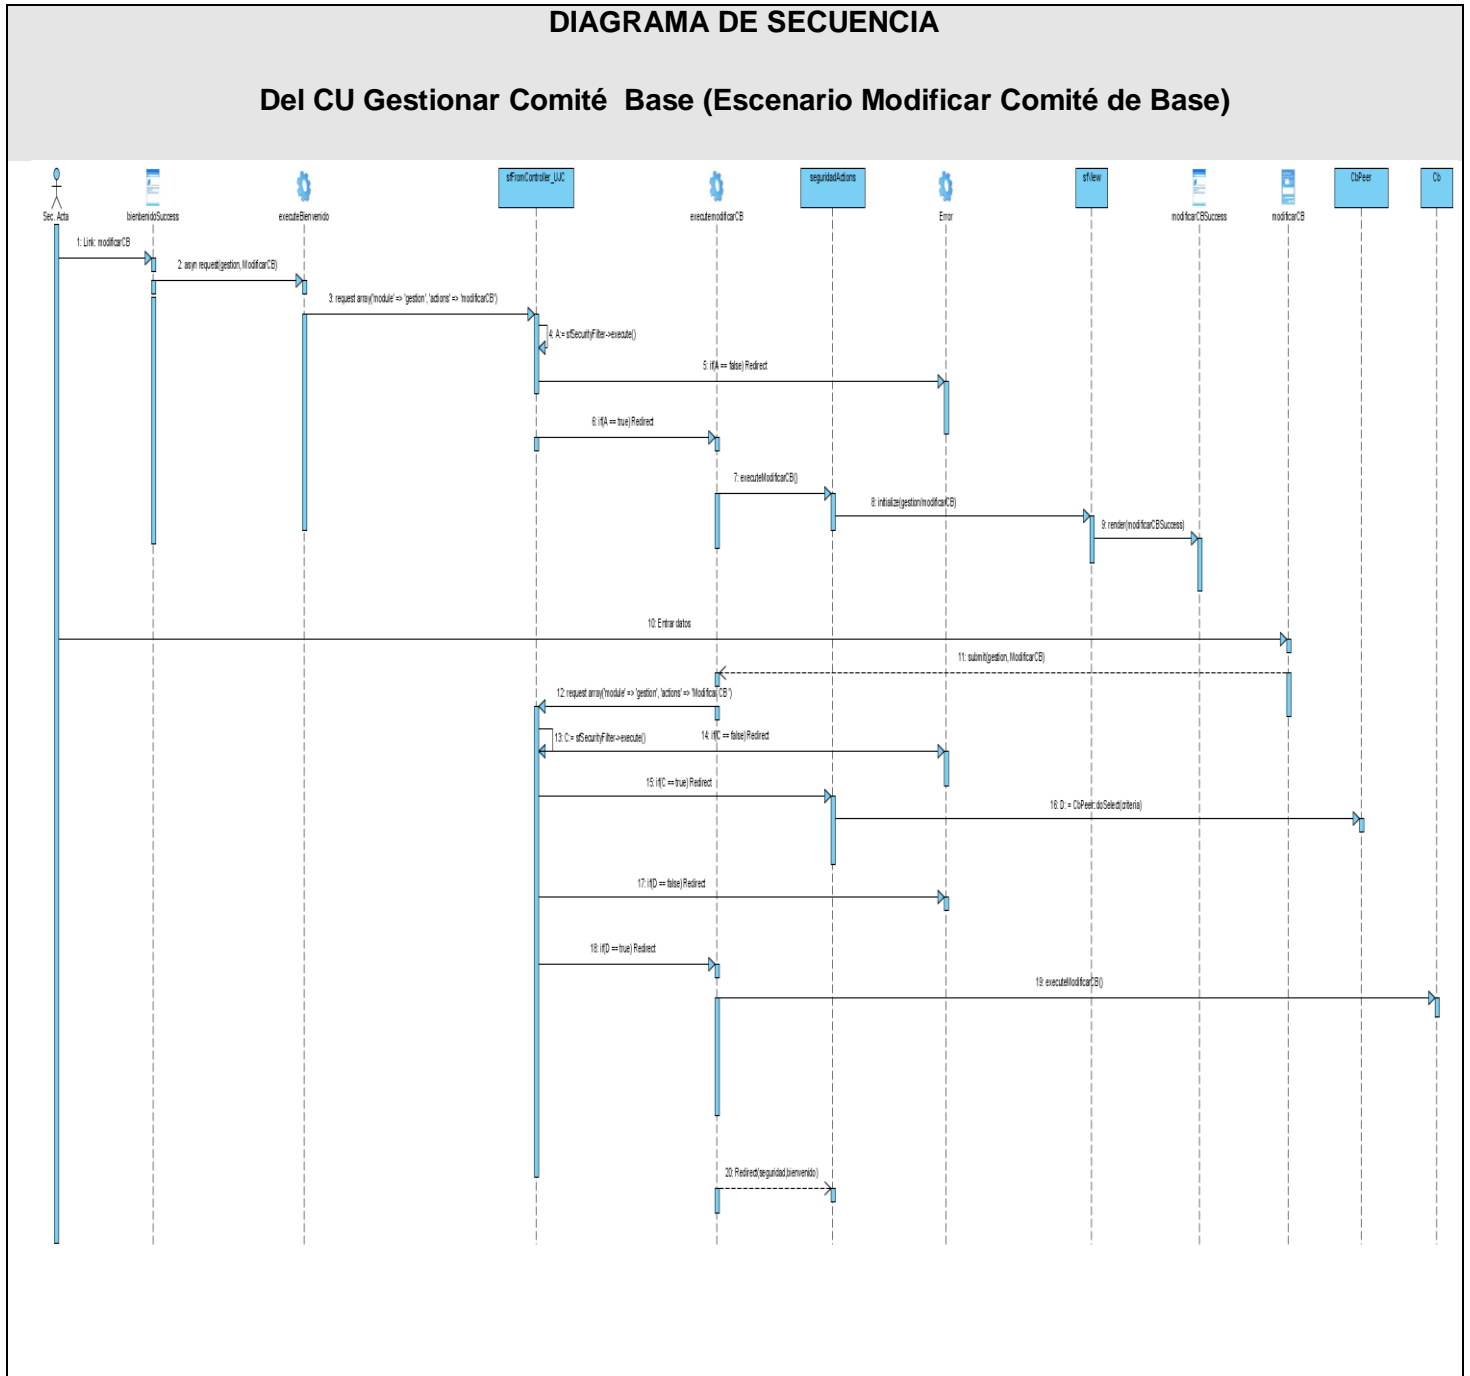 DIAGRAMA DE SECUENCIA
Del CU Gestionar Comité Base (Escenario Modificar Comité de Base)
Sec. Acta
bienbenidoSuccess
executeBienvenido
sfFromController_UJC
executemodificarCB
seguridadActions
Error
sfView
modificarCBSuccess
modificarCB
CbPeer
Cb
1: Link: modificarCB
2: asyn request(gestion, ModificarCB)
3: request array('module' => 'gestion', 'actions' => 'modificarCB')
4: A:= sfSecurityFilter->execute()
5: if(A == false) Redirect
6: if(A == true) Redirect
7: executeModificarCB()
8: initialize(gestion/modificarCB)
9: render(modificarCBSuccess)
10: Entrar datos
11: submit(gestion, ModificarCB)
12: request array('module' => 'gestion', 'actions' => 'Modificar CB ')
13: C:= sfSecurityFilter->execute()
14: if(C == false) Redirect
15: if(C == true) Redirect
16: D: = CbPeer::doSelect(criteria)
17: if(D == false) Redirect
18: if(D == true) Redirect
19: executeModificarCB()
20: Redirect(seguridad,bienvenido)